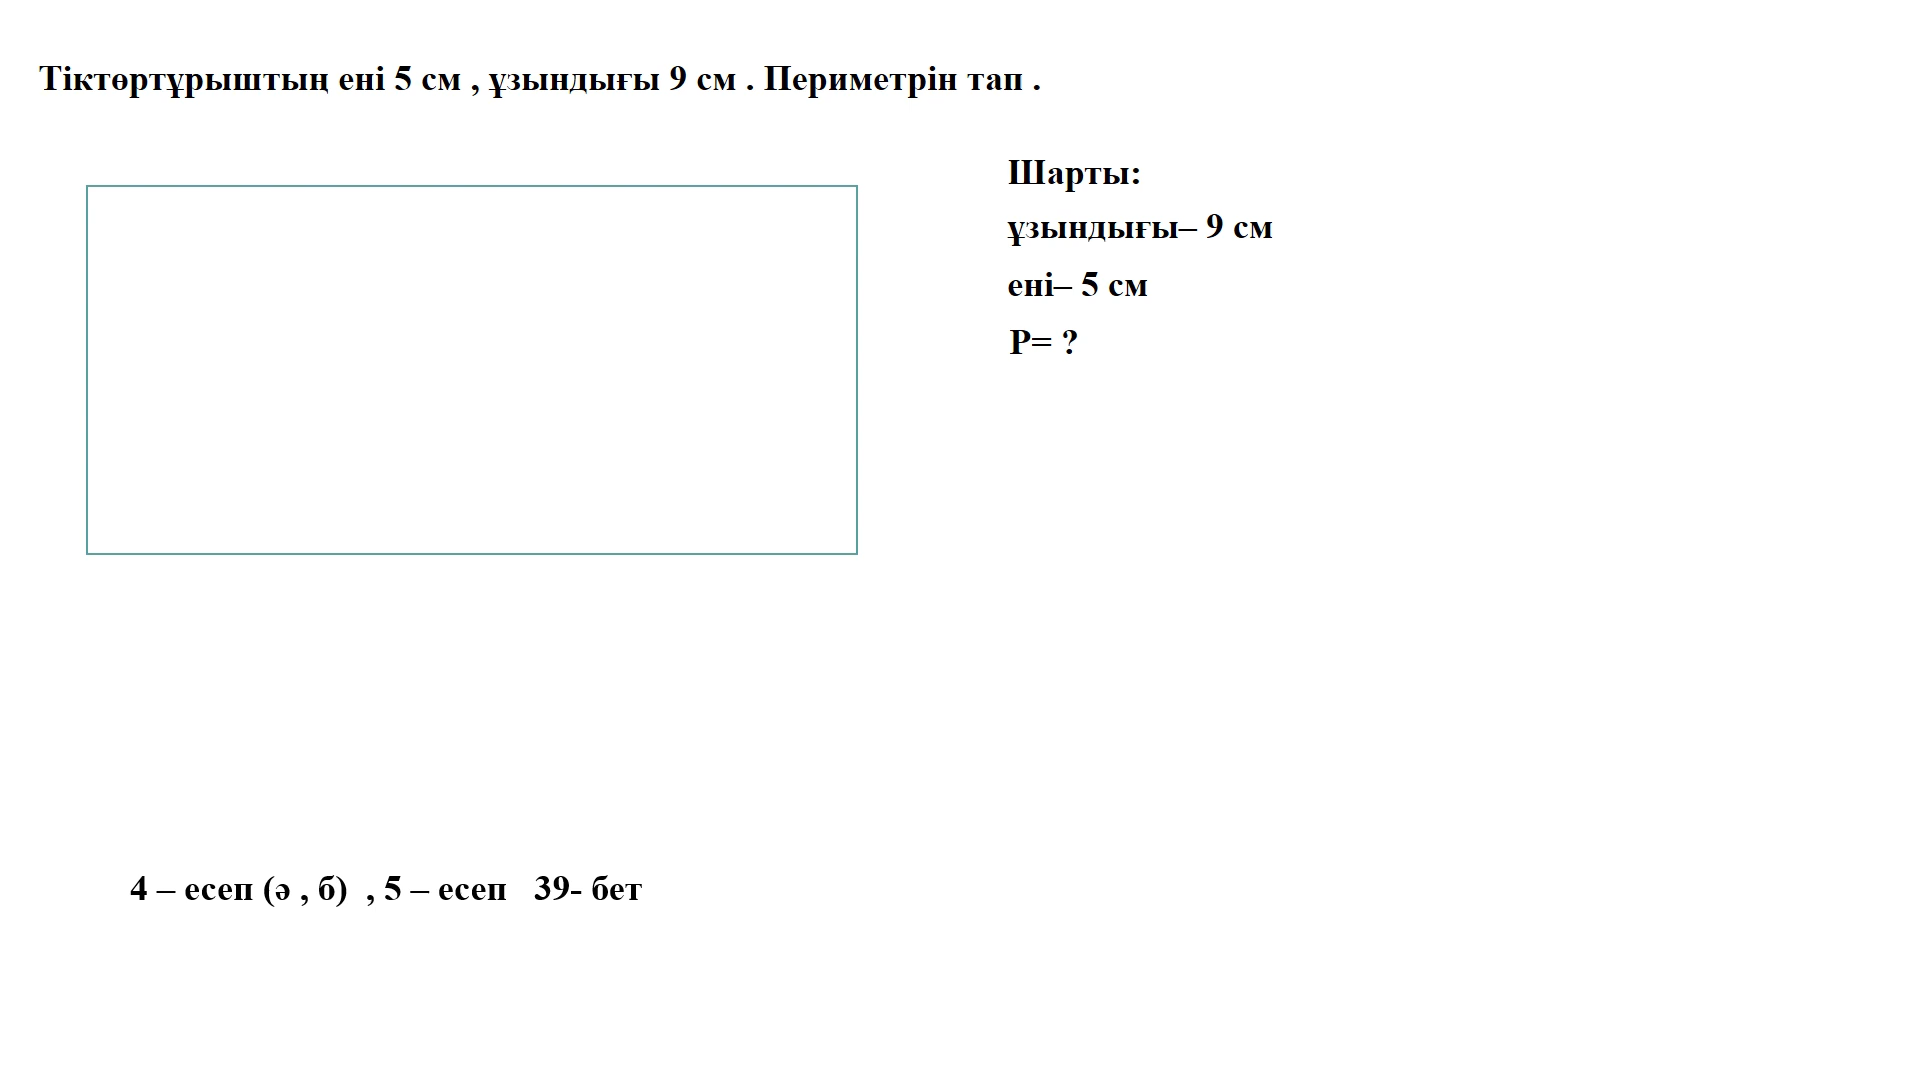 Тіктөртұрыштың ені 5 см , ұзындығы 9 см . Периметрін тап .
Шарты:
ұзындығы– 9 см
ені– 5 см
Р= ?
4 – есеп (ә , б)  , 5 – есеп   39- бет